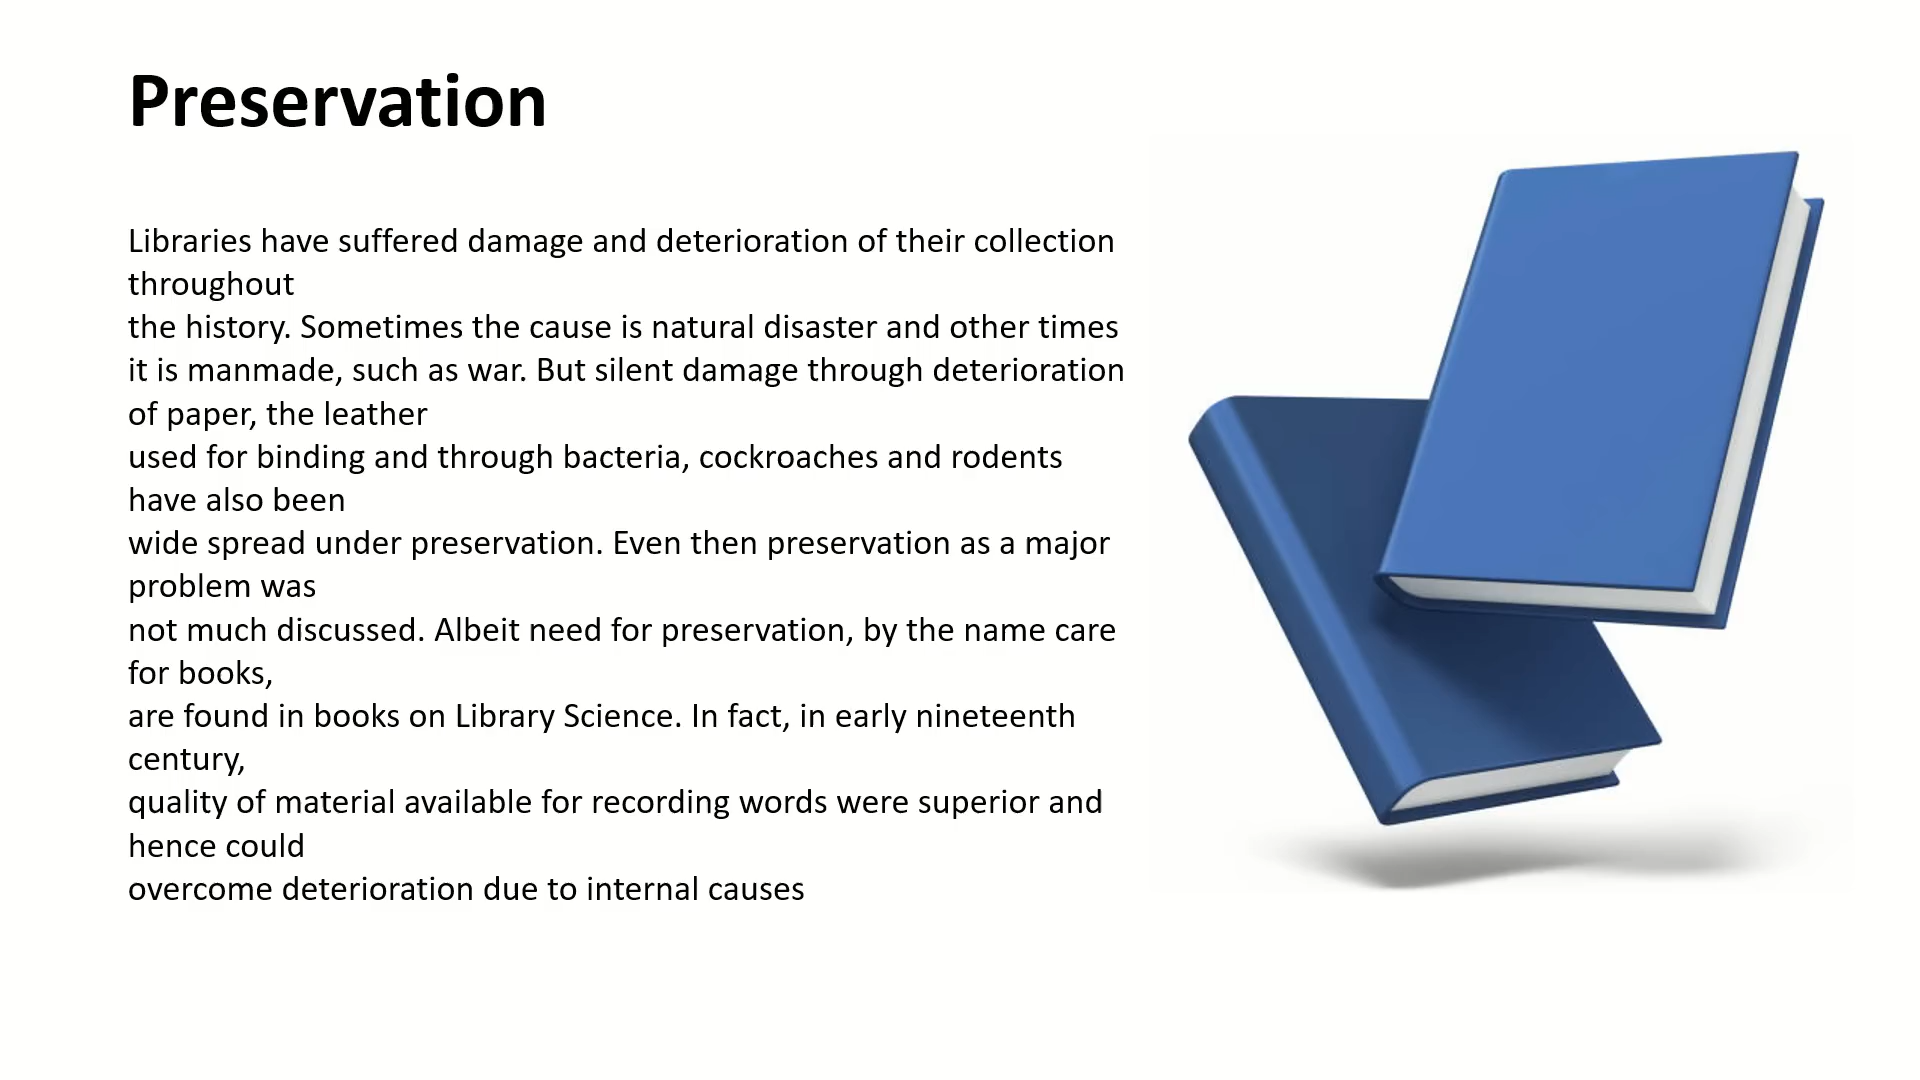 Preservation
Libraries have suffered damage and deterioration of their collection
throughout
the history. Sometimes the cause is natural disaster and other times
it is manmade, such as war. But silent damage through deterioration
of paper, the leather
used for binding and through bacteria, cockroaches and rodents
have also been
wide spread under preservation. Even then preservation as a major
problem was
not much discussed. Albeit need for preservation, by the name care
for books,
are found in books on Library Science. In fact, in early nineteenth
century,
quality of material available for recording words were superior and
hence could
overcome deterioration due to internal causes